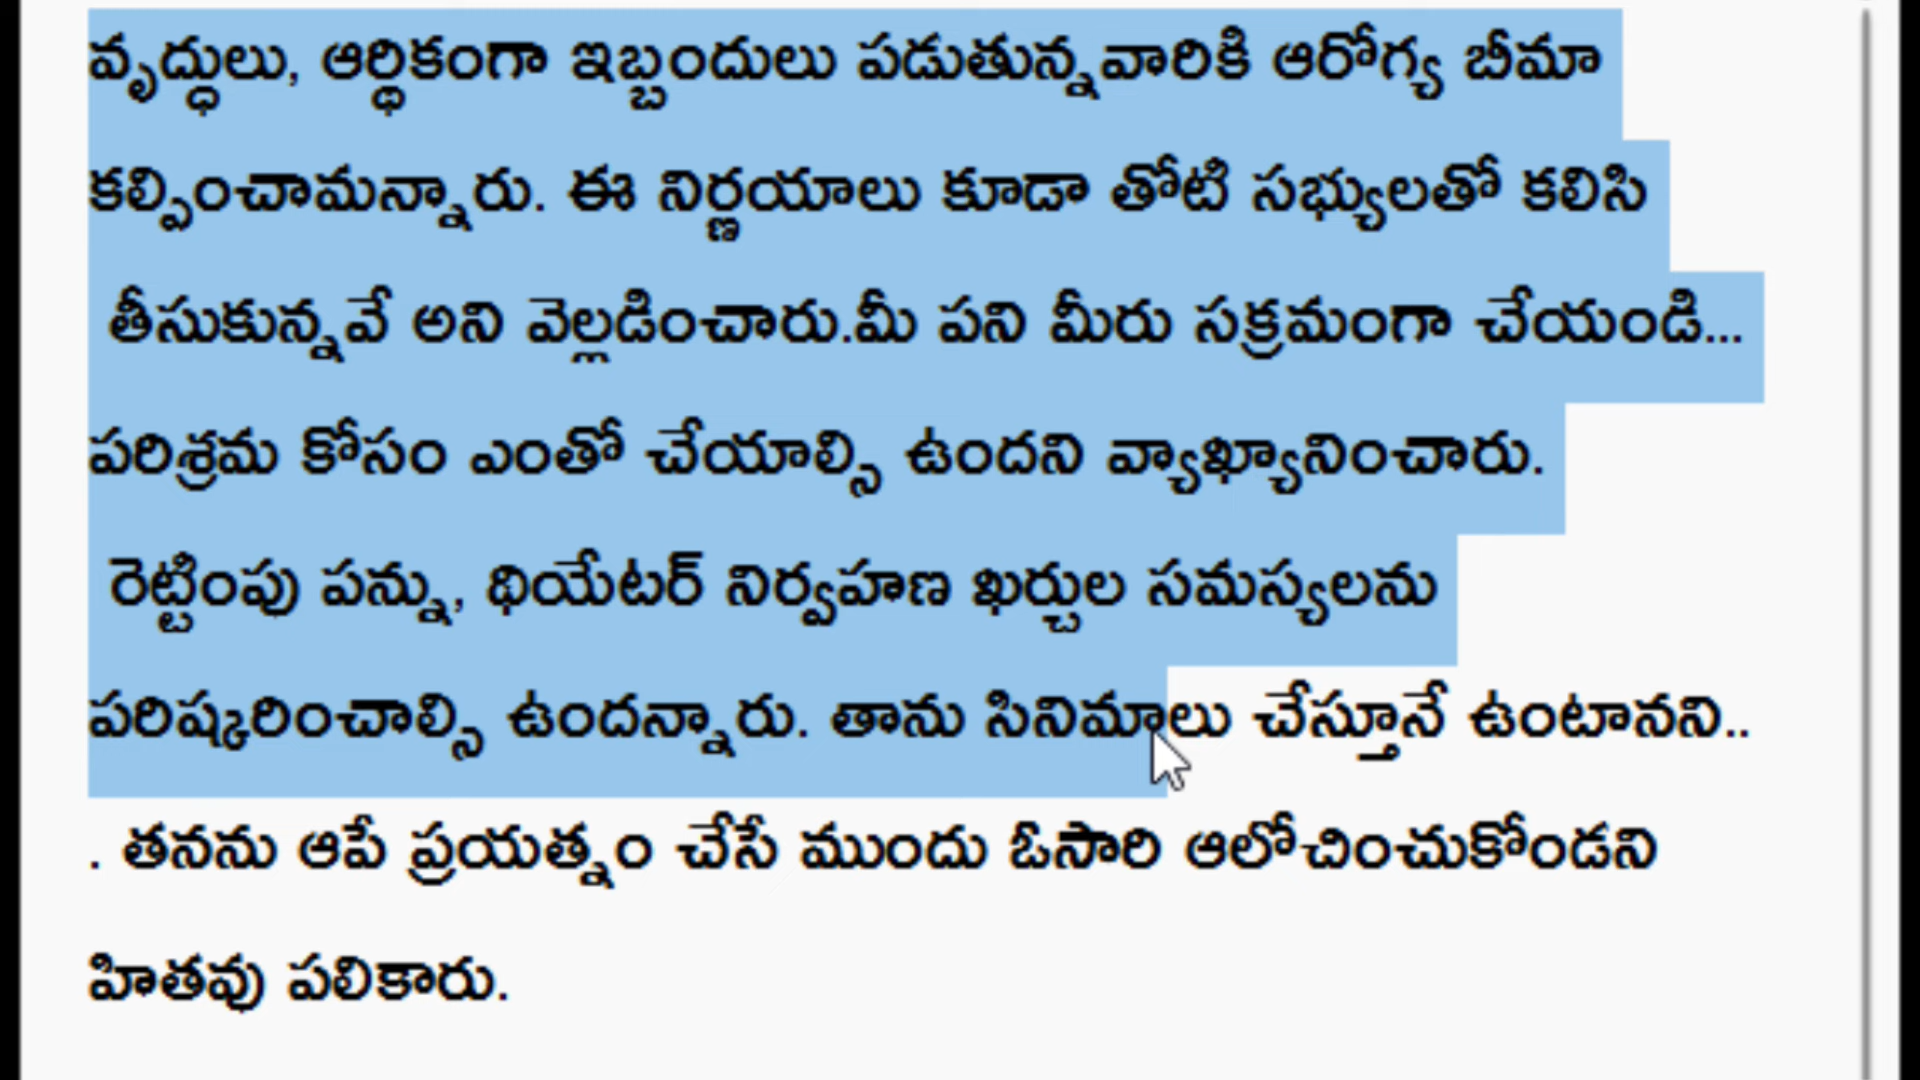 వృద్ధులు, ఆర్థికంగా ఇబ్బందులు పడుతున్నవారికి ఆరోగ్య బీమా
కల్పించామన్నారు. ఈ నిర్ణయాలు కూడా తోటి సభ్యులతో కలిసి
తీసుకున్నవే అని వెల్లడించారు.మీ పని మీరు సక్రమంగా చేయండి...
పరిశ్రమ కోసం ఎంతో చేయాల్సి ఉందని వ్యాఖ్యానించారు.
రెట్టింపు పన్ను, థియేటర్ నిర్వహణ ఖర్చుల సమస్యలను
పరిష్కరించాల్సి ఉందన్నారు. తాను సినిమాలు చేస్తూనే ఉంటానని..
. తనను ఆపే ప్రయత్నం చేసే ముందు ఓసారి ఆలోచించుకోండని
హితవు పలికారు.